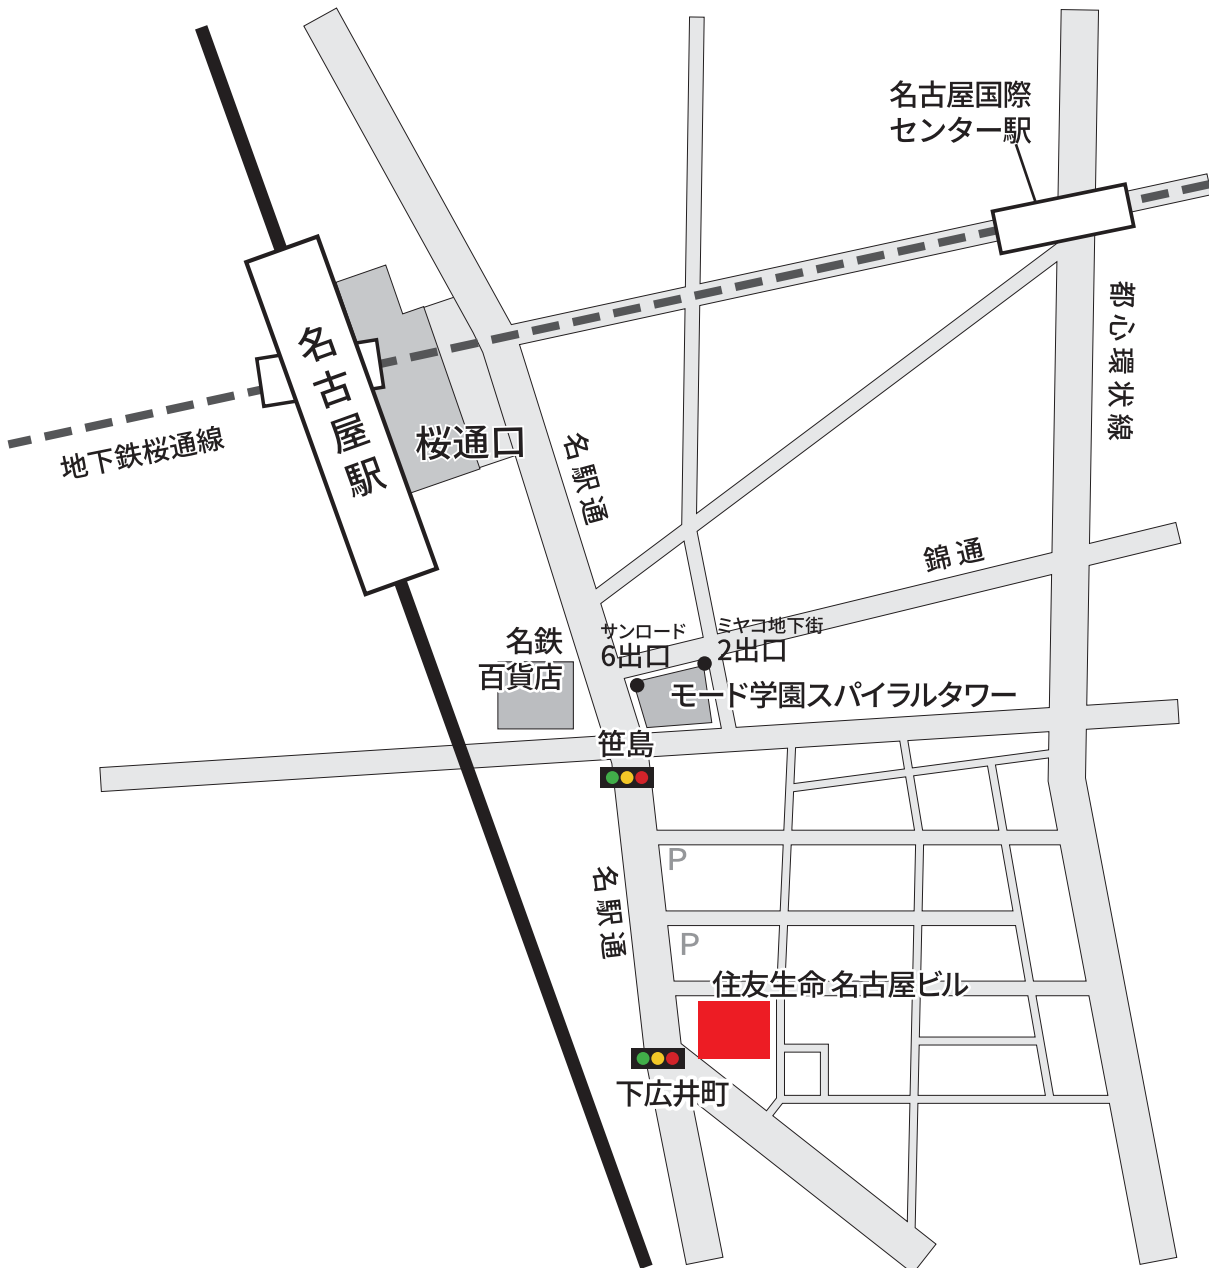 名古屋国際
センター駅
都心環状線
名古屋駅
地下鉄桜通線
桜通口
名駅通
錦通
サンロード
6出口
ミヤコ地下街
2出口
名鉄
百貨店
モード学園スパイラルタワー
笹島
P
名駅通
P
住友生命 名古屋ビル
下広井町